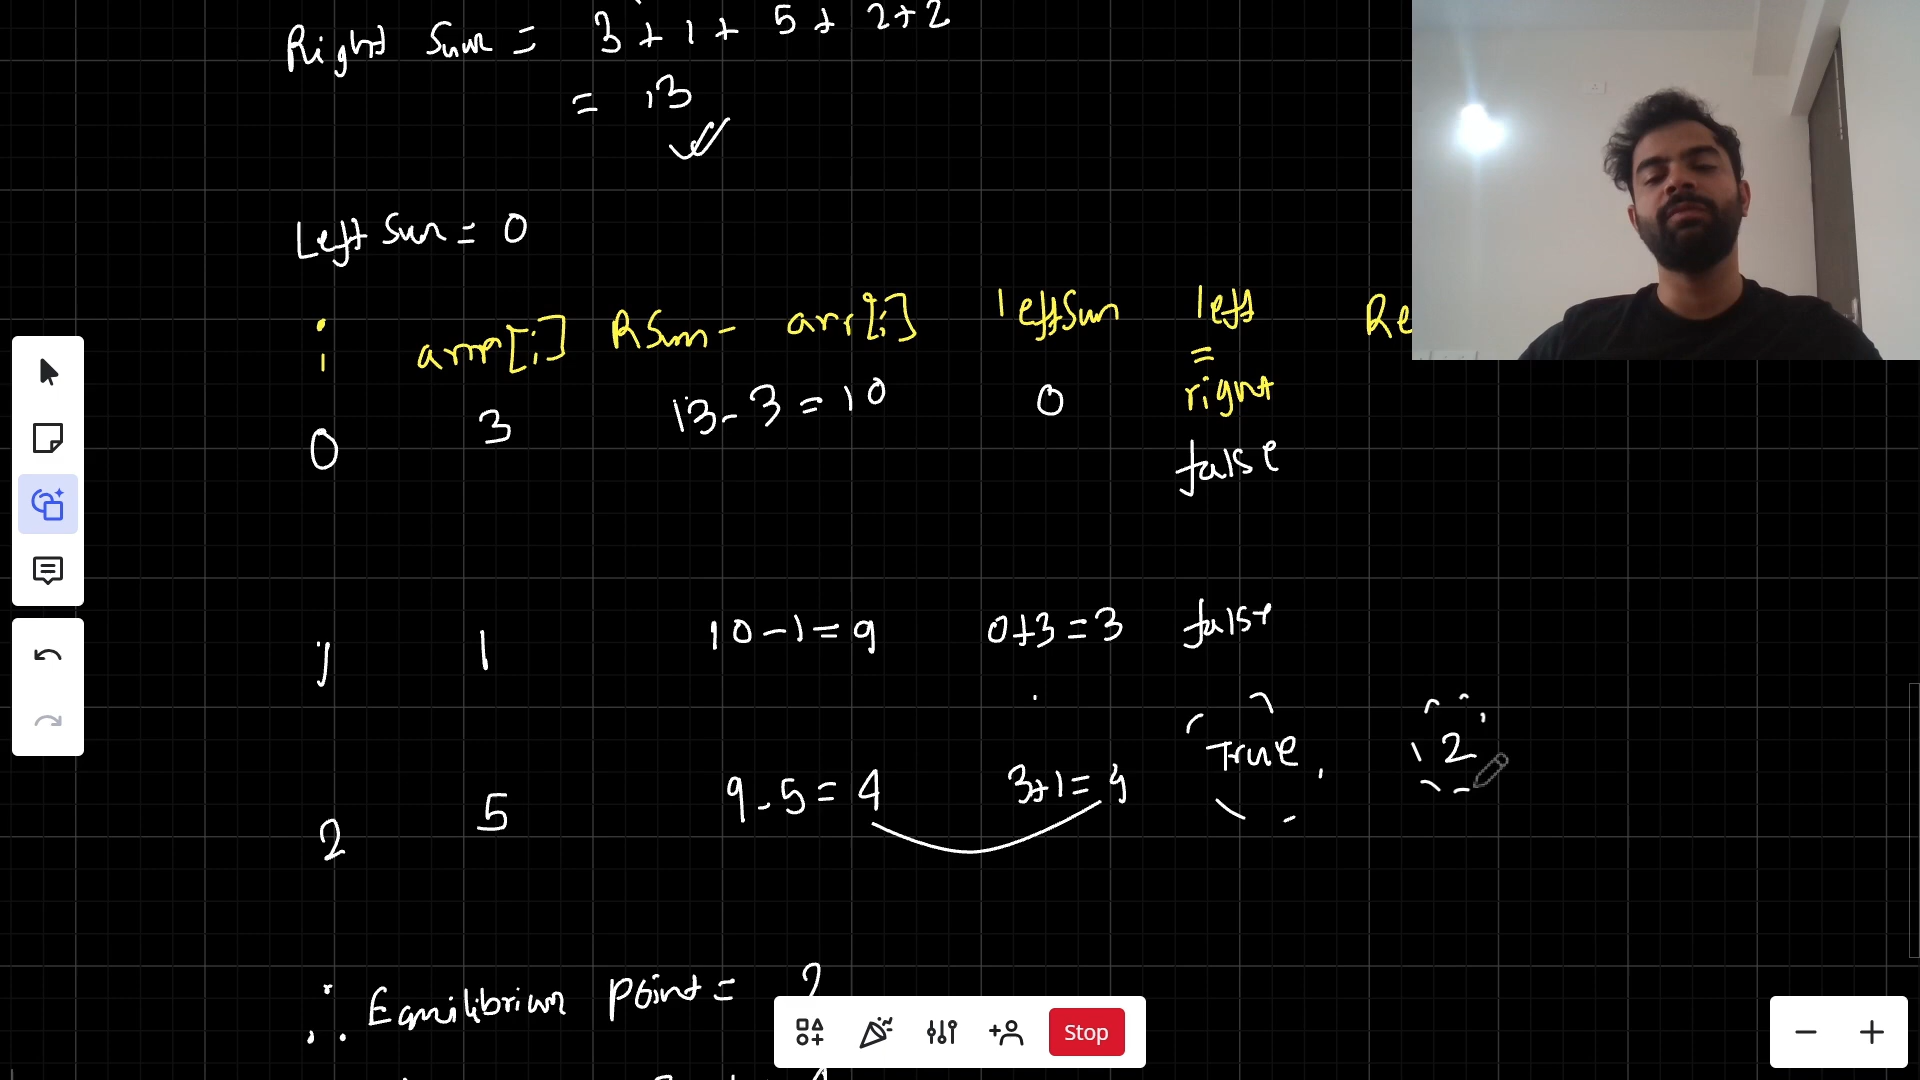 Right Sum = 3 + 1 + 5 + 2+2
= 13
Left Sum = 0
i arr[i] RSum - arr[i] leftSum left = right Re
0 3 13-3=10 0 false
1 1 10-1=9 0+3=3 false
2 5 9-5=4 3+1=4 True 2
∴ Equilibrium Point = 2
Stop